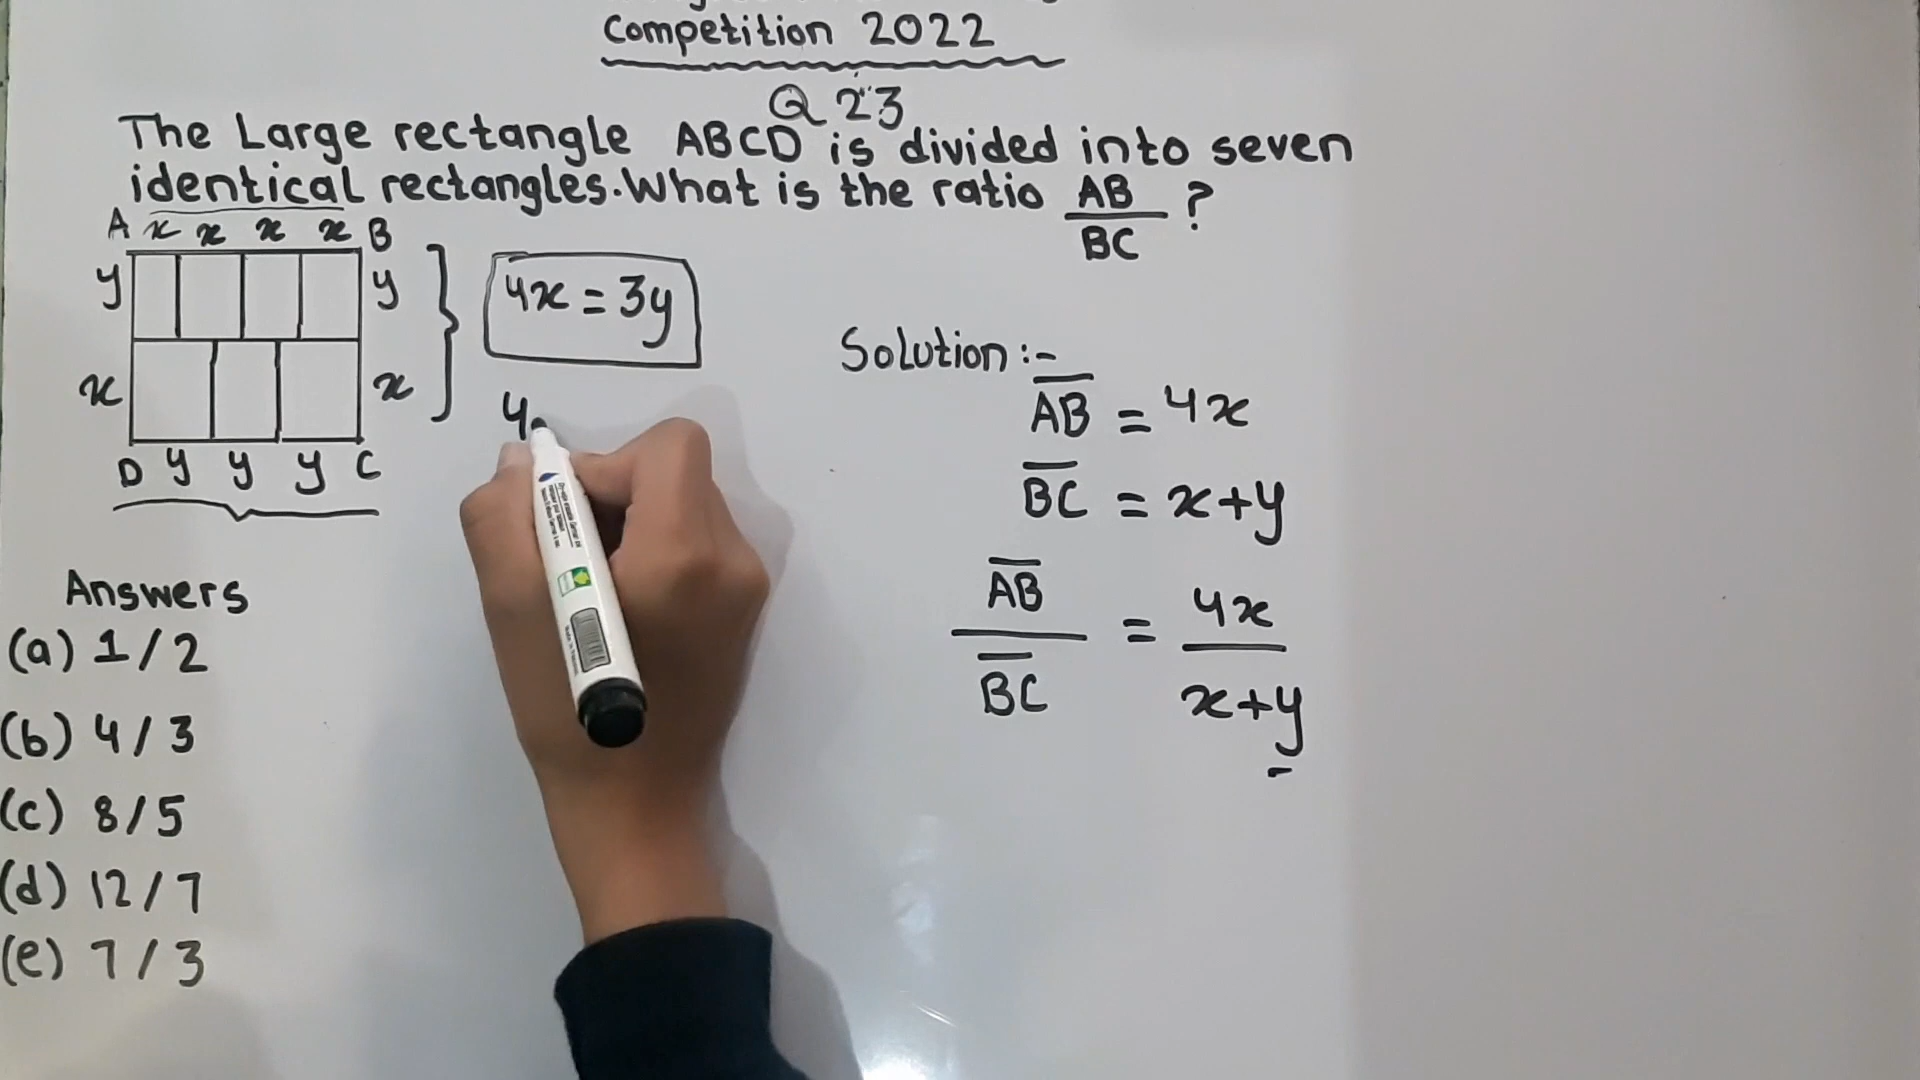 Competition 2022
Q 23
The Large rectangle ABCD is divided into seven
identical rectangles. What is the ratio AB
BC ?
A x x x x B
y y
x x
D y y y C
4x = 3y
4
Solution :-
AB = 4x
BC = x+y
AB
BC
= 4x
x+y
Answers
(a) 1/2
(b) 4/3
(c) 8/5
(d) 12/7
(e) 7/3